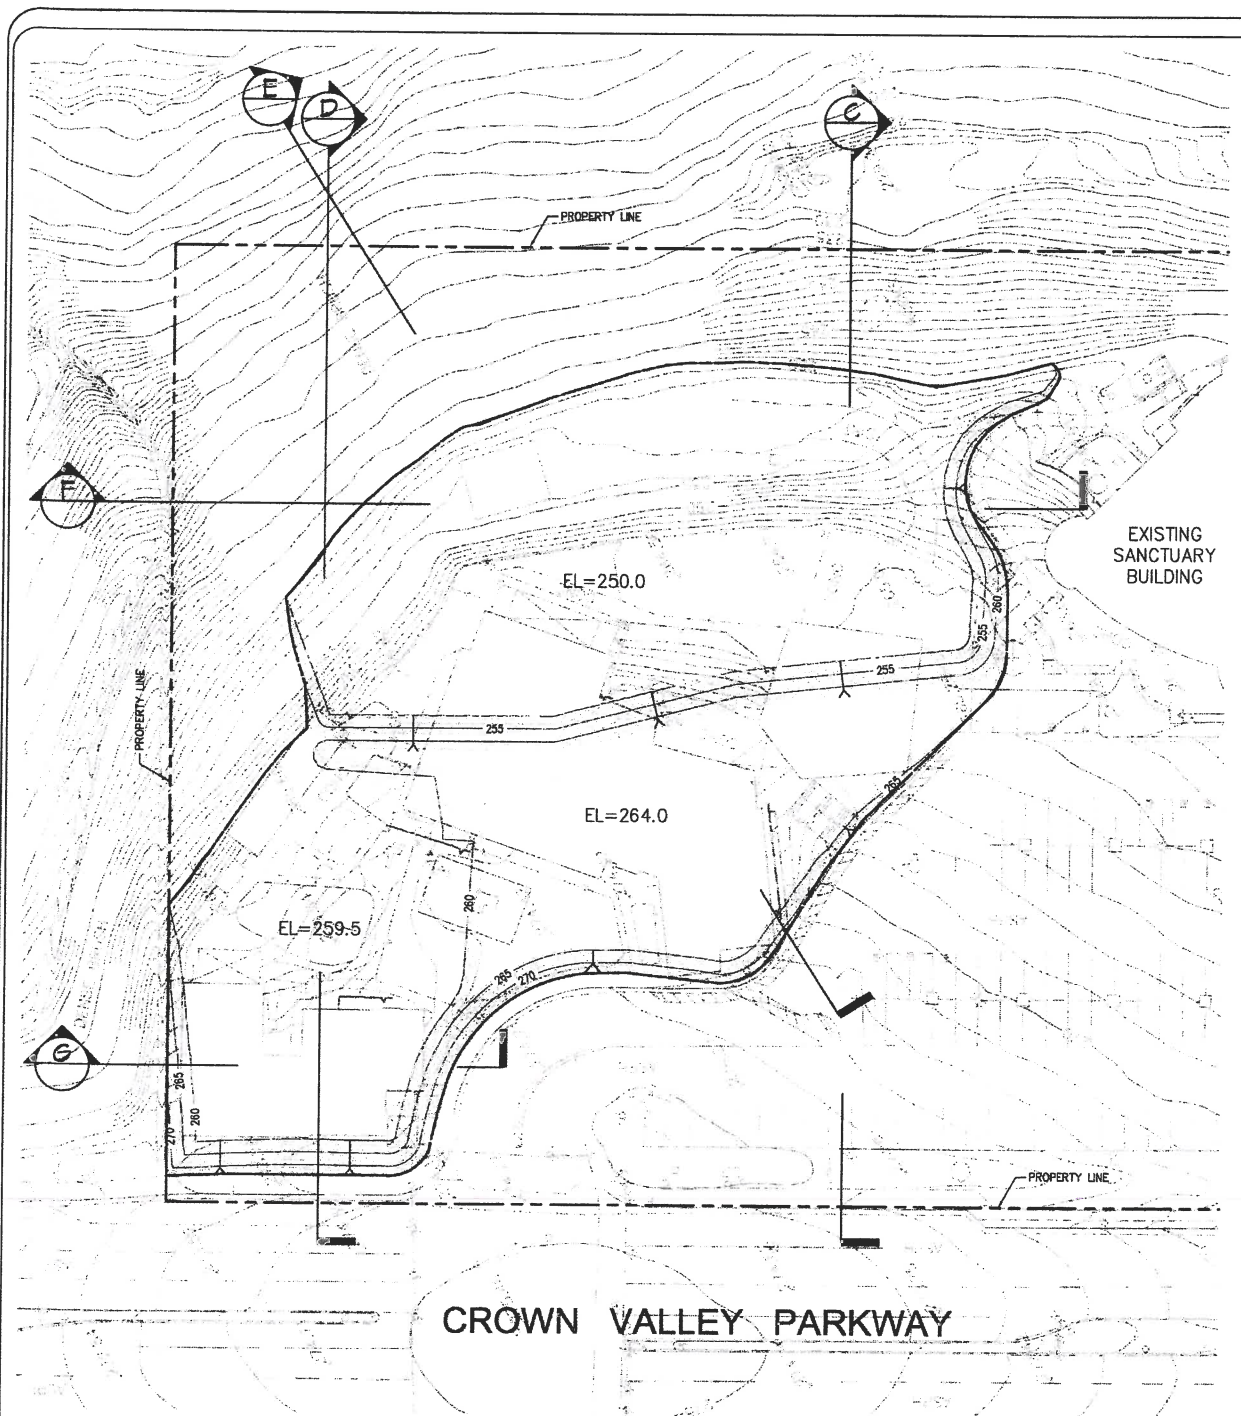 E
D
C
PROPERTY LINE
F
EXISTING
SANCTUARY
BUILDING
EL=250.0
260
255
255
PROPERTY LINE
255
265
EL=264.0
260
EL=259.5
265
270
G
265
260
270
PROPERTY LINE
CROWN VALLEY PARKWAY